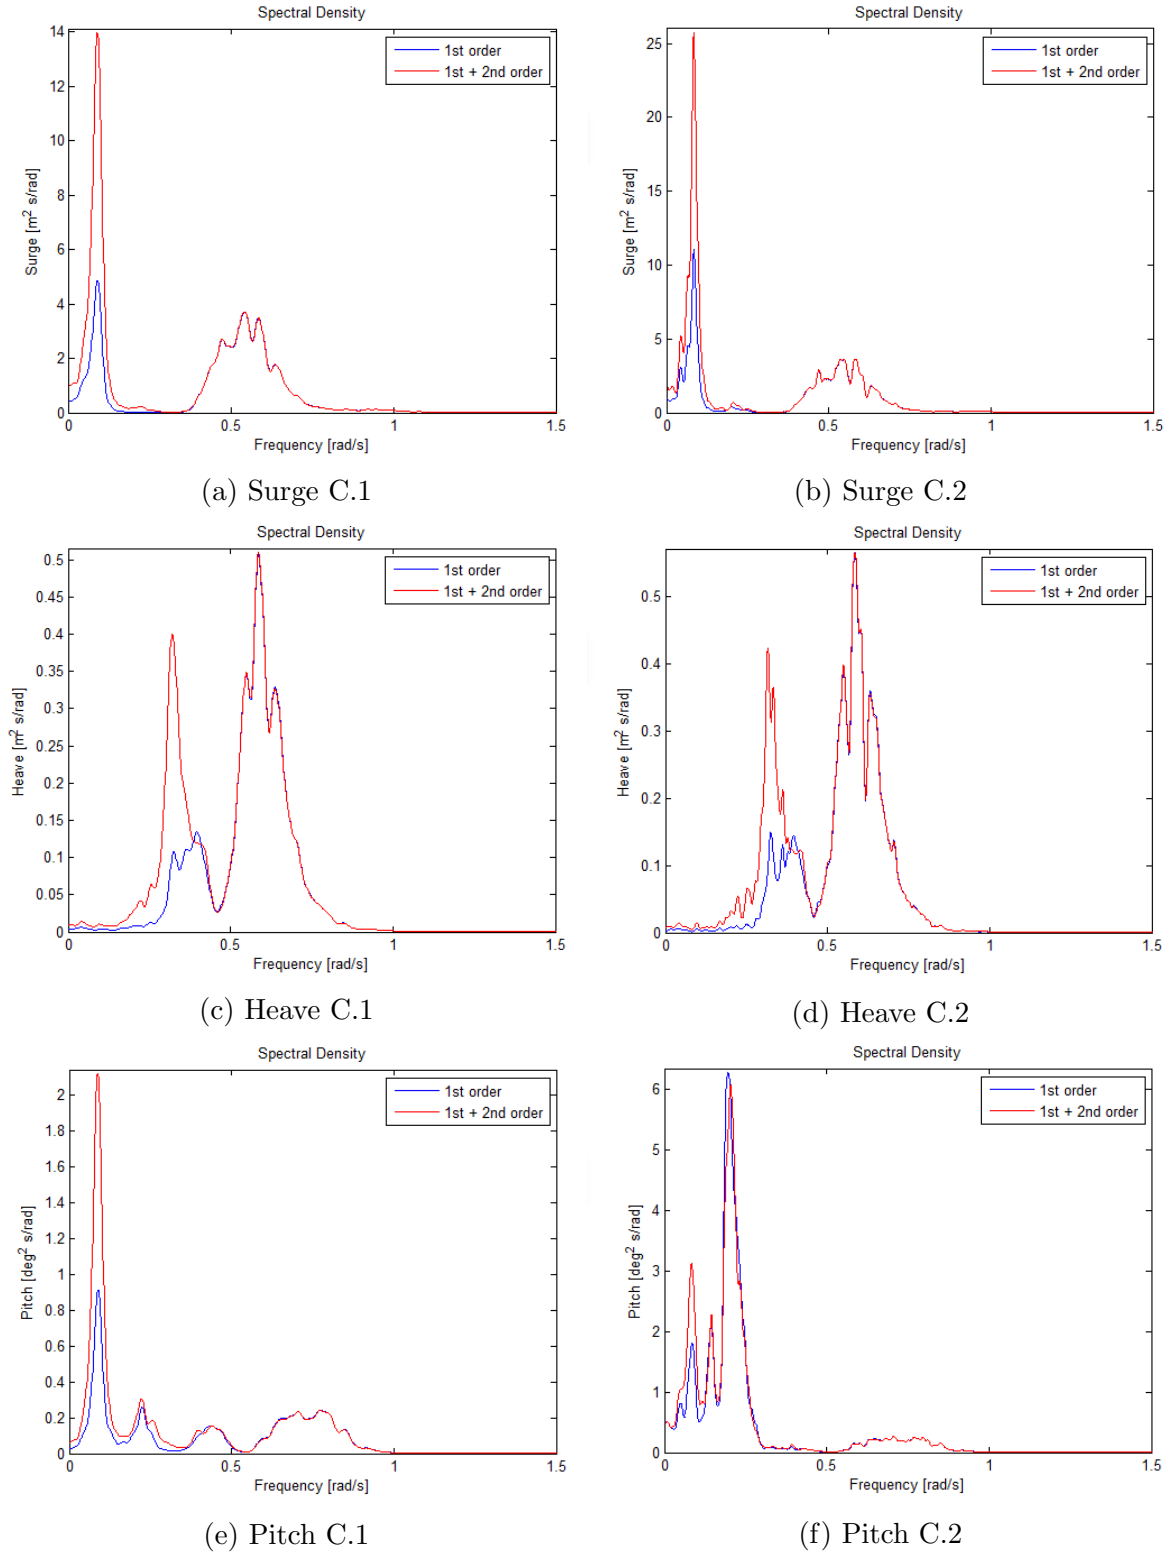 Spectral Density
1st order
1st + 2nd order
14
12
10
8
6
4
2
0
Surge [m² s/rad]
0 0.5 1 1.5
Frequency [rad/s]
(a) Surge C.1
Spectral Density
1st order
1st + 2nd order
25
20
15
10
5
0
Surge [m² s/rad]
0 0.5 1 1.5
Frequency [rad/s]
(b) Surge C.2
Spectral Density
1st order
1st + 2nd order
0.5
0.45
0.4
0.35
0.3
0.25
0.2
0.15
0.1
0.05
0
Heave [m² s/rad]
0 0.5 1 1.5
Frequency [rad/s]
(c) Heave C.1
Spectral Density
1st order
1st + 2nd order
0.5
0.4
0.3
0.2
0.1
0
Heave [m² s/rad]
0 0.5 1 1.5
Frequency [rad/s]
(d) Heave C.2
Spectral Density
1st order
1st + 2nd order
2
1.8
1.6
1.4
1.2
1
0.8
0.6
0.4
0.2
0
Pitch [deg² s/rad]
0 0.5 1 1.5
Frequency [rad/s]
(e) Pitch C.1
Spectral Density
1st order
1st + 2nd order
6
5
4
3
2
1
0
Pitch [deg² s/rad]
0 0.5 1 1.5
Frequency [rad/s]
(f) Pitch C.2